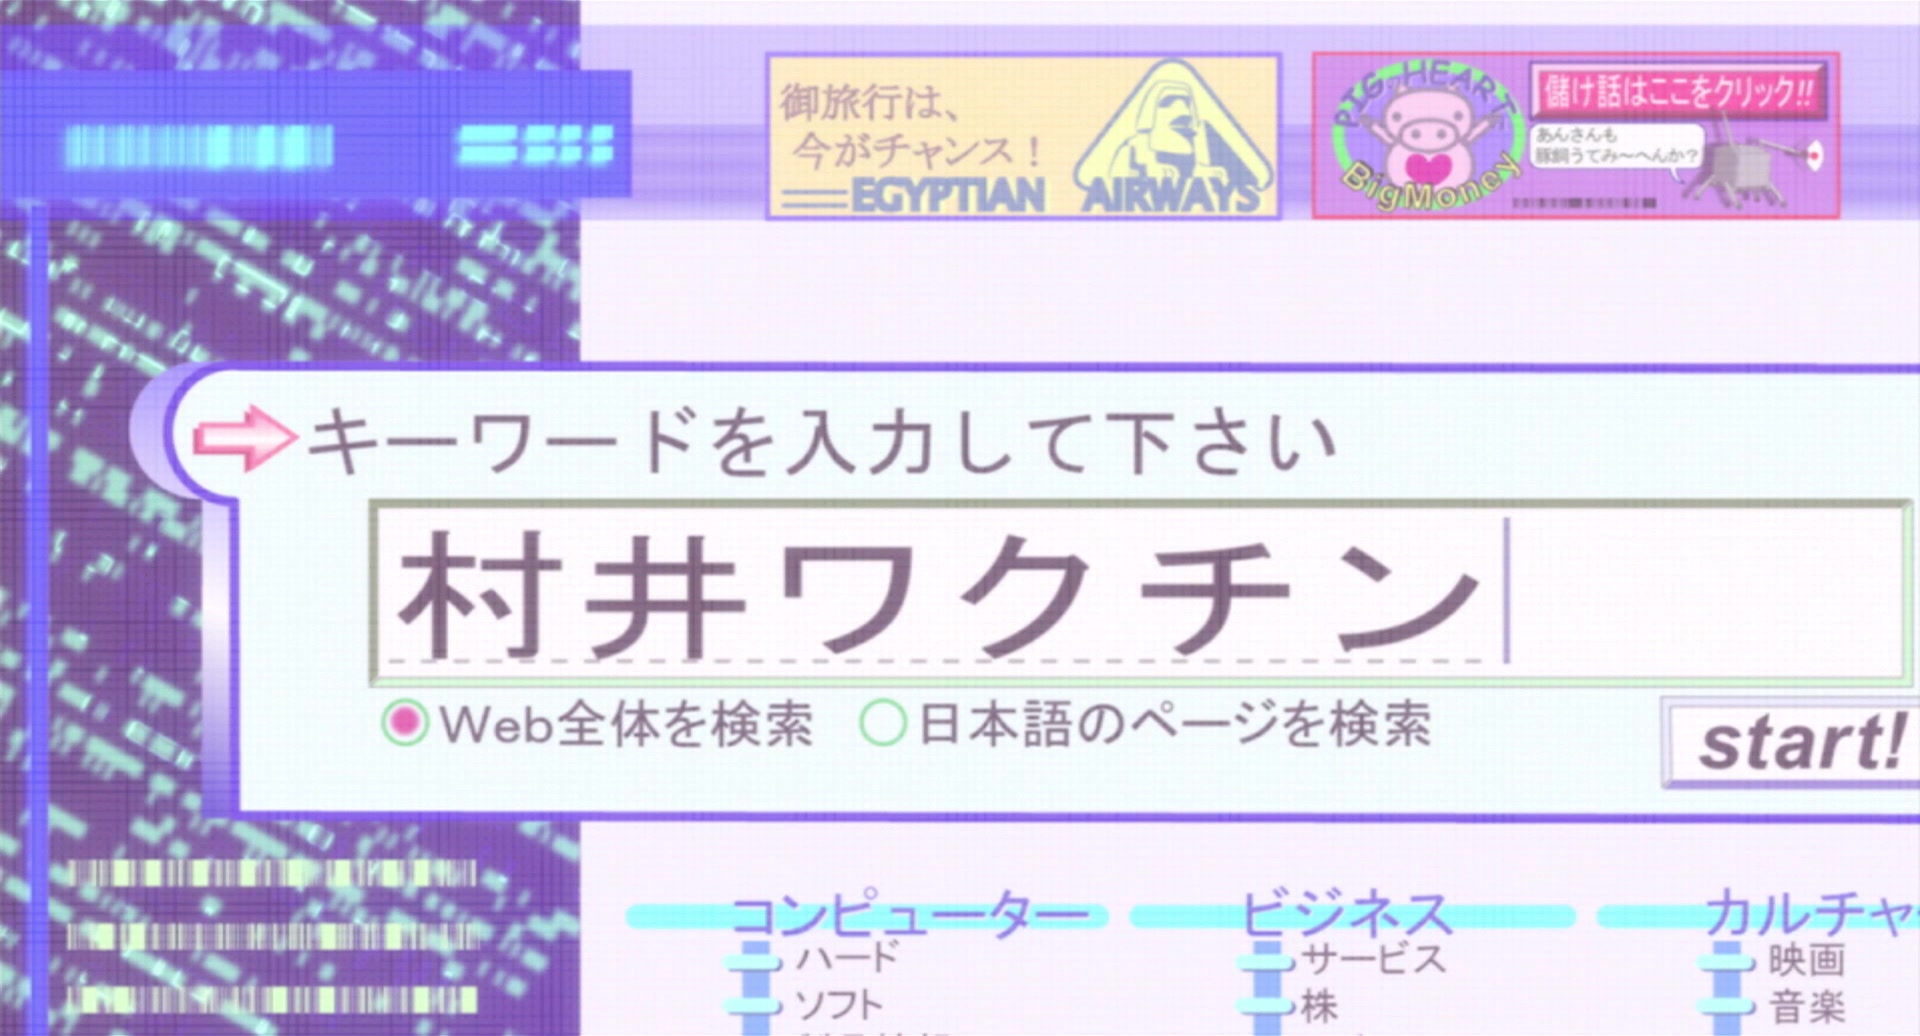 御旅行は、
今がチャンス！
EGYPTIAN AIRWAYS
PIG HEART
BigMoney
儲け話はここをクリック!!
あんさんも
豚飼うてみ〜へんか?
キーワードを入力して下さい
村井ワクチン
Web全体を検索 日本語のページを検索
start!
コンピューター ビジネス カルチャ
ハード サービス 映画
ソフト 株 音楽